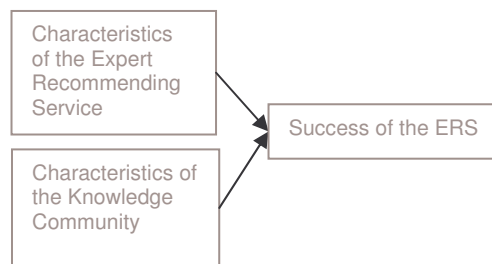 Characteristics
of the Expert
Recommending
Service
Success of the ERS
Characteristics of
the Knowledge
Community